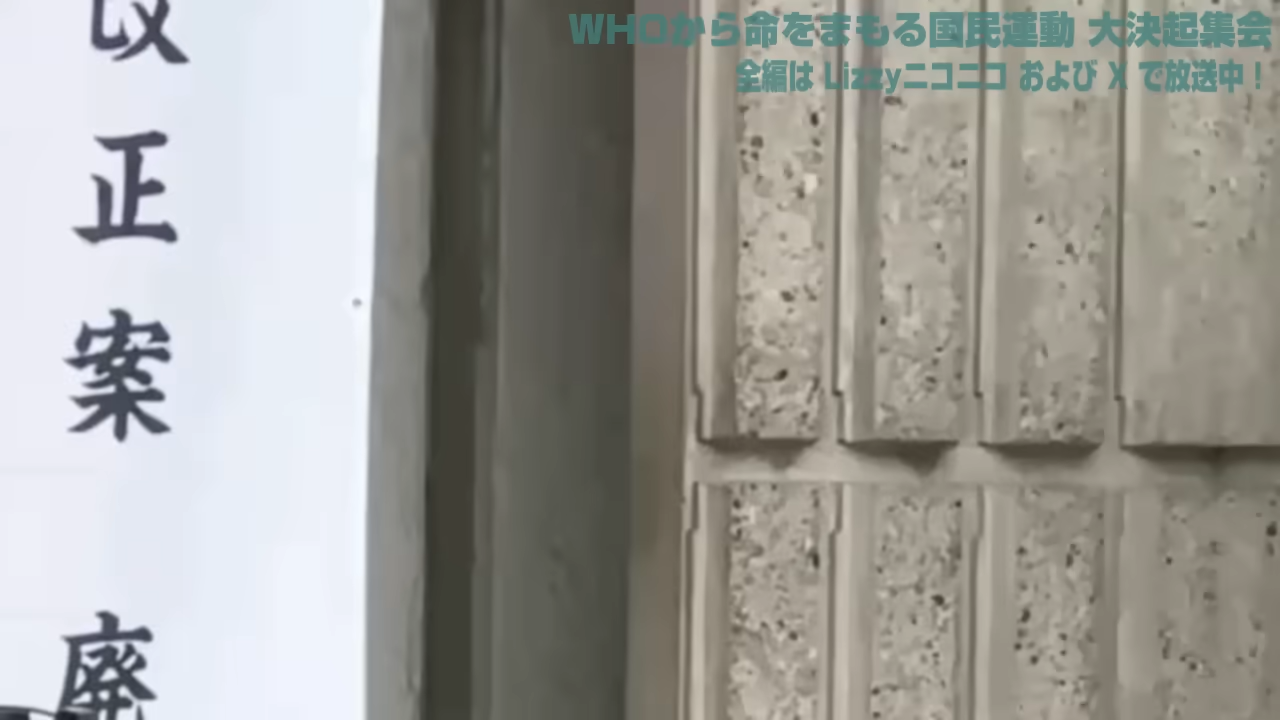 WHOから命をまもる国民運動 大決起集会
全編は Lizzyニコニコ および X で放送中！
改正案 廃